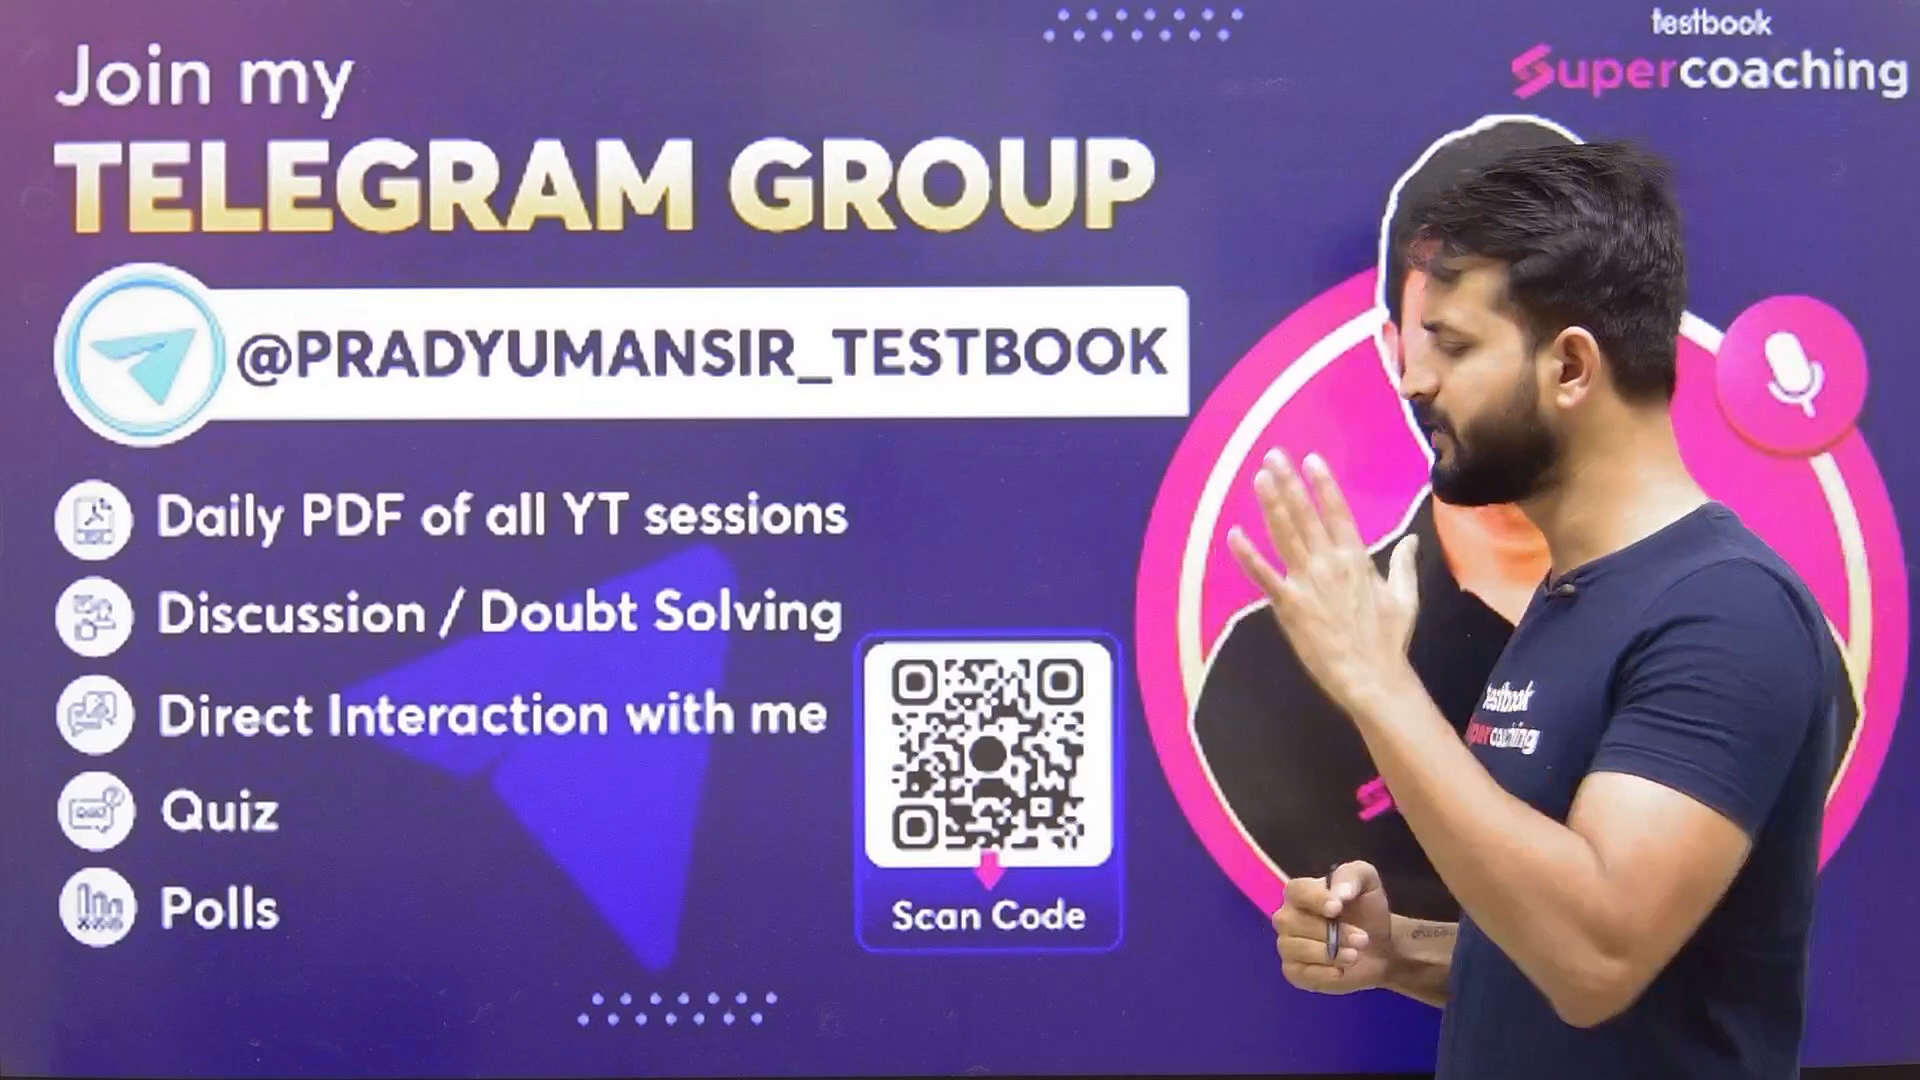 testbook
Supercoaching
Join my
TELEGRAM GROUP
@PRADYUMANSIR_TESTBOOK
Daily PDF of all YT sessions
Discussion / Doubt Solving
Direct Interaction with me
Quiz
Polls
Scan Code
testbook
supercoaching